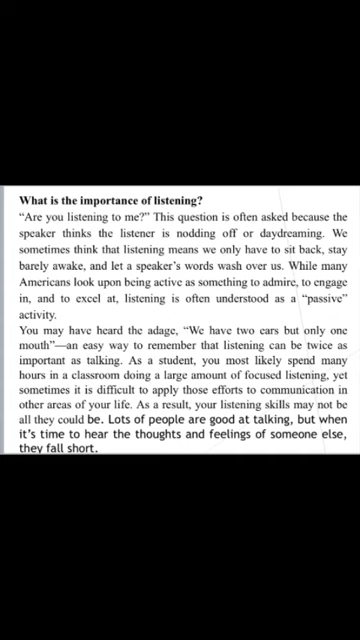 What is the importance of listening?
“Are you listening to me?” This question is often asked because the
speaker thinks the listener is nodding off or daydreaming. We
sometimes think that listening means we only have to sit back, stay
barely awake, and let a speaker’s words wash over us. While many
Americans look upon being active as something to admire, to engage
in, and to excel at, listening is often understood as a “passive”
activity.
You may have heard the adage, “We have two ears but only one
mouth”—an easy way to remember that listening can be twice as
important as talking. As a student, you most likely spend many
hours in a classroom doing a large amount of focused listening, yet
sometimes it is difficult to apply those efforts to communication in
other areas of your life. As a result, your listening skills may not be
all they could be. Lots of people are good at talking, but when
it’s time to hear the thoughts and feelings of someone else,
they fall short.